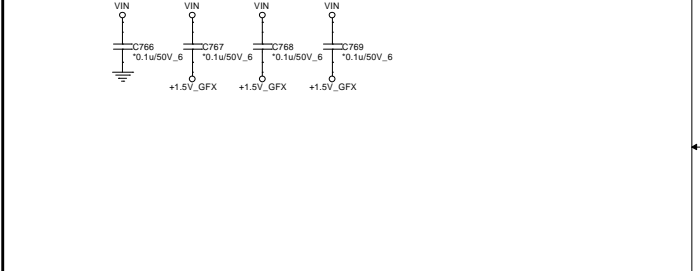 VIN VIN VIN VIN
C766 C767 C768 C769
*0.1u/50V_6 *0.1u/50V_6 *0.1u/50V_6 *0.1u/50V_6
+1.5V_GFX +1.5V_GFX +1.5V_GFX